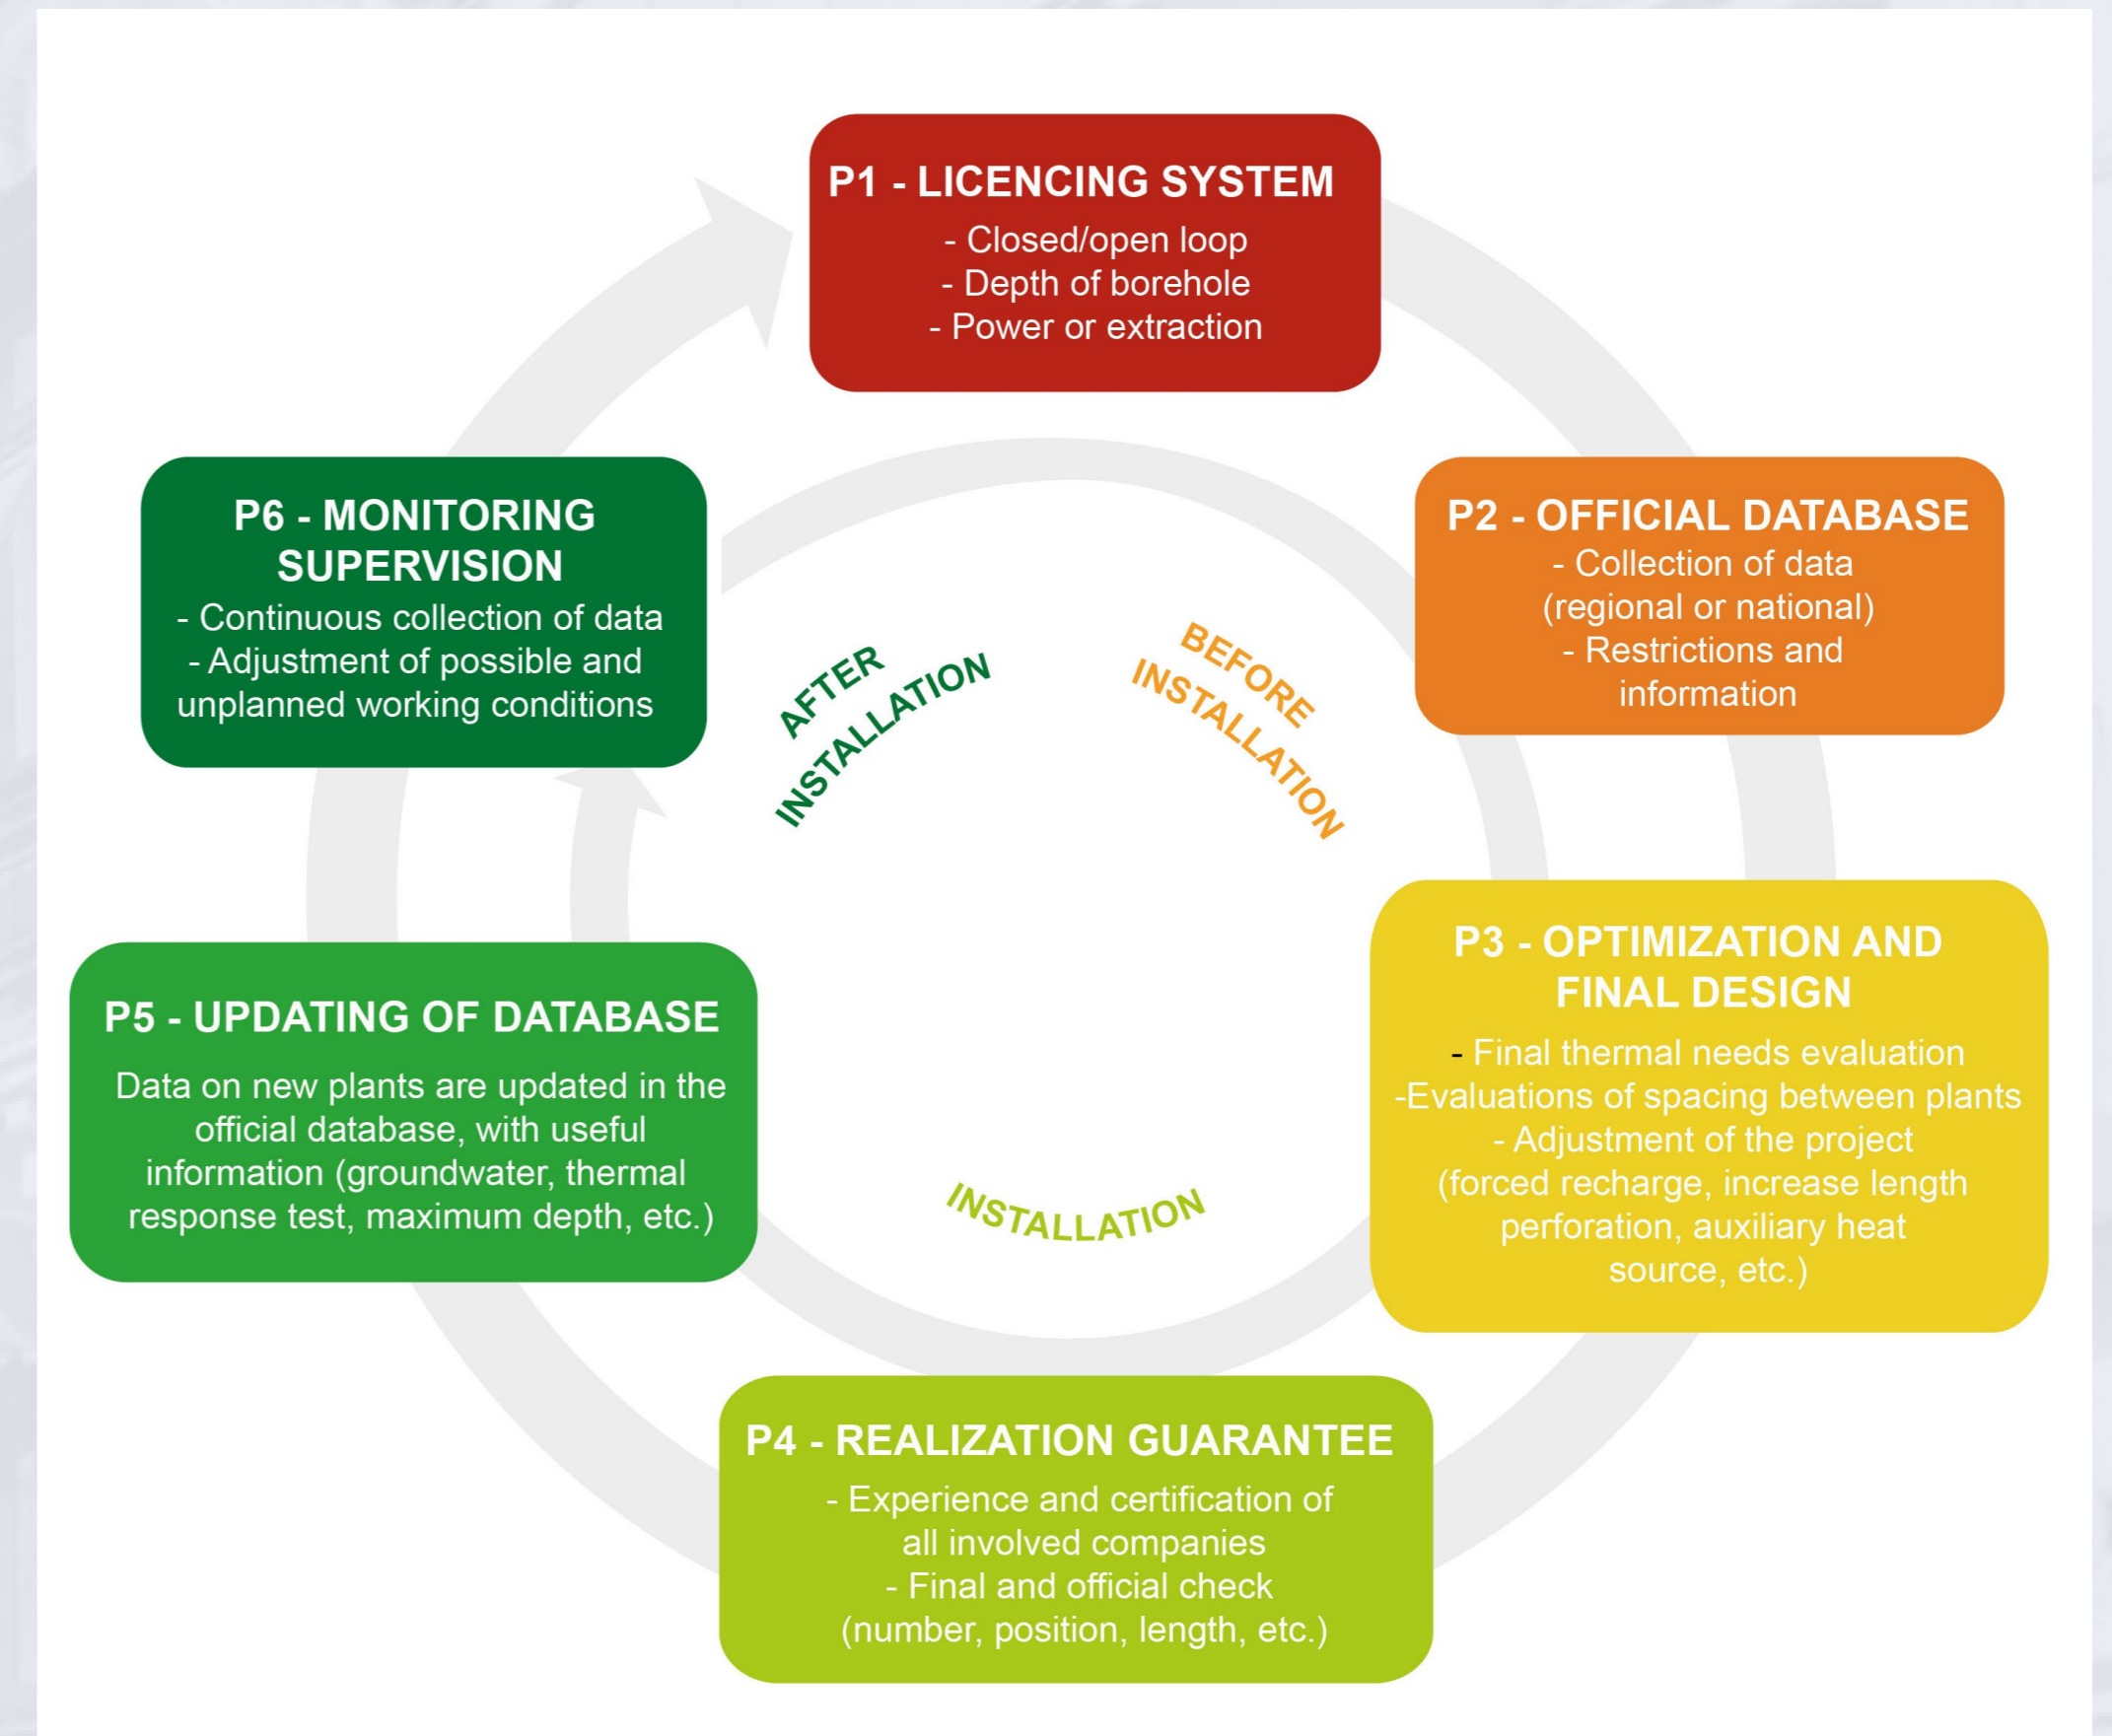 P1 - LICENCING SYSTEM
- Closed/open loop
- Depth of borehole
- Power or extraction
P2 - OFFICIAL DATABASE
- Collection of data
(regional or national)
- Restrictions and
information
P3 - OPTIMIZATION AND
FINAL DESIGN
- Final thermal needs evaluation
-Evaluations of spacing between plants
- Adjustment of the project
(forced recharge, increase length
perforation, auxiliary heat
source, etc.)
P4 - REALIZATION GUARANTEE
- Experience and certification of
all involved companies
- Final and official check
(number, position, length, etc.)
P5 - UPDATING OF DATABASE
Data on new plants are updated in the
official database, with useful
information (groundwater, thermal
response test, maximum depth, etc.)
P6 - MONITORING
SUPERVISION
- Continuous collection of data
- Adjustment of possible and
unplanned working conditions
BEFORE
INSTALLATION
INSTALLATION
AFTER
INSTALLATION